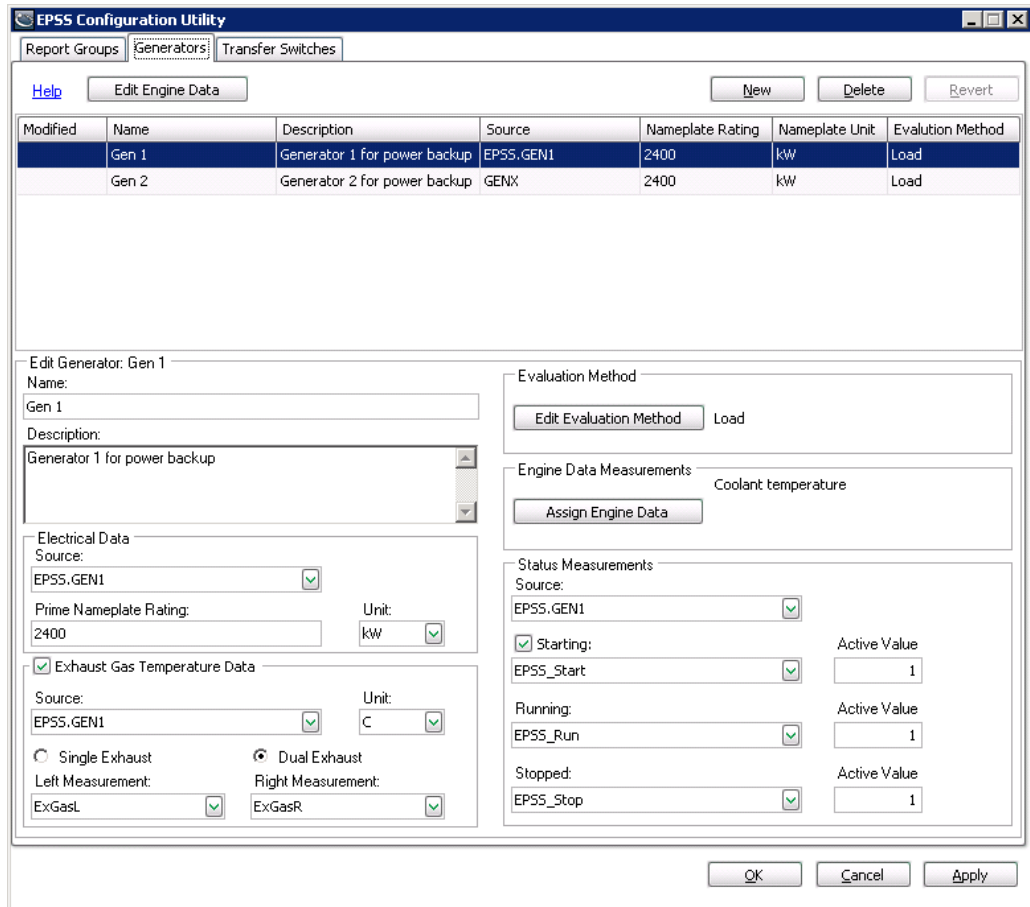 EPSS Configuration Utility
Report Groups Generators Transfer Switches
Help Edit Engine Data New Delete Revert
Modified Name Description Source Nameplate Rating Nameplate Unit Evalution Method
Gen 1 Generator 1 for power backup EPSS.GEN1 2400 kW Load
Gen 2 Generator 2 for power backup GENX 2400 kW Load
Edit Generator: Gen 1
Name:
Gen 1
Description:
Generator 1 for power backup
Electrical Data
Source:
EPSS.GEN1
Prime Nameplate Rating: Unit:
2400 kW
Exhaust Gas Temperature Data
Source: Unit:
EPSS.GEN1 C
Single Exhaust Dual Exhaust
Left Measurement: Right Measurement:
ExGasL ExGasR
Evaluation Method
Edit Evaluation Method Load
Engine Data Measurements
Coolant temperature
Assign Engine Data
Status Measurements
Source:
EPSS.GEN1
Starting: Active Value
EPSS_Start 1
Running: Active Value
EPSS_Run 1
Stopped: Active Value
EPSS_Stop 1
OK Cancel Apply